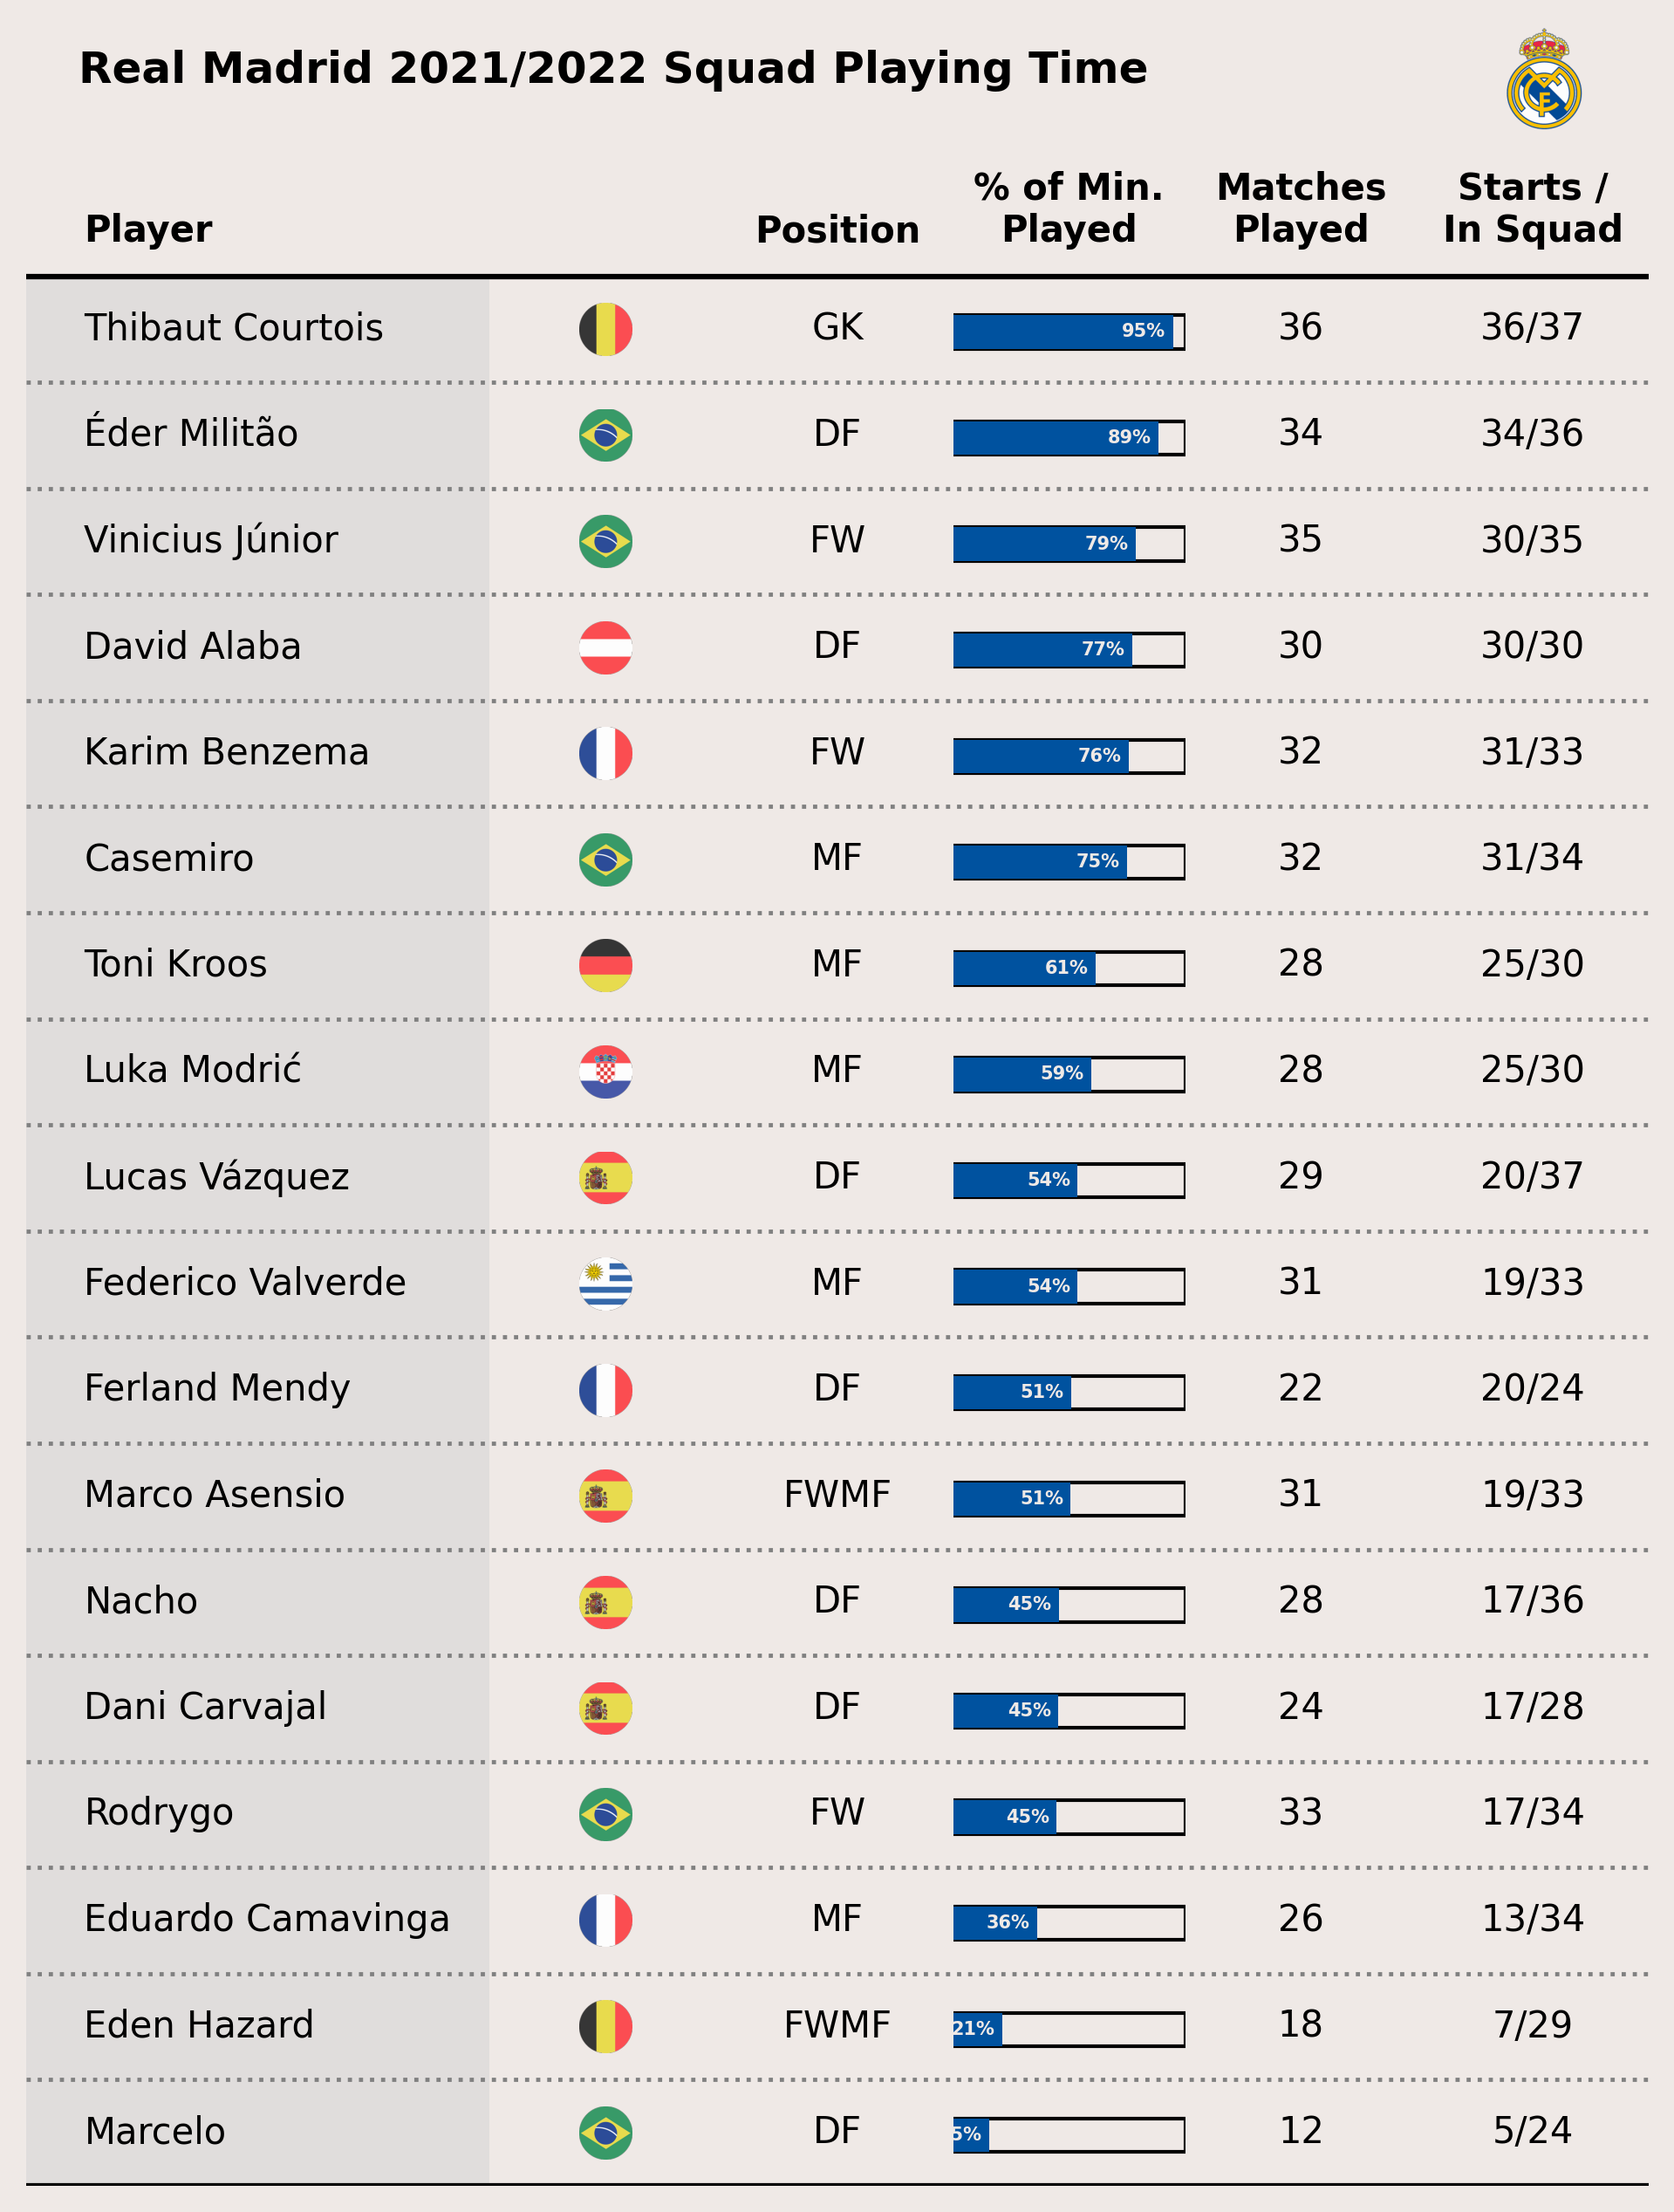 Real Madrid 2021/2022 Squad Playing Time
Player Position % of Min. Played Matches Played Starts / In Squad
Thibaut Courtois GK 95% 36 36/37
Éder Militão DF 89% 34 34/36
Vinicius Júnior FW 79% 35 30/35
David Alaba DF 77% 30 30/30
Karim Benzema FW 76% 32 31/33
Casemiro MF 75% 32 31/34
Toni Kroos MF 61% 28 25/30
Luka Modrić MF 59% 28 25/30
Lucas Vázquez DF 54% 29 20/37
Federico Valverde MF 54% 31 19/33
Ferland Mendy DF 51% 22 20/24
Marco Asensio FWMF 51% 31 19/33
Nacho DF 45% 28 17/36
Dani Carvajal DF 45% 24 17/28
Rodrygo FW 45% 33 17/34
Eduardo Camavinga MF 36% 26 13/34
Eden Hazard FWMF 21% 18 7/29
Marcelo DF 12 5/24